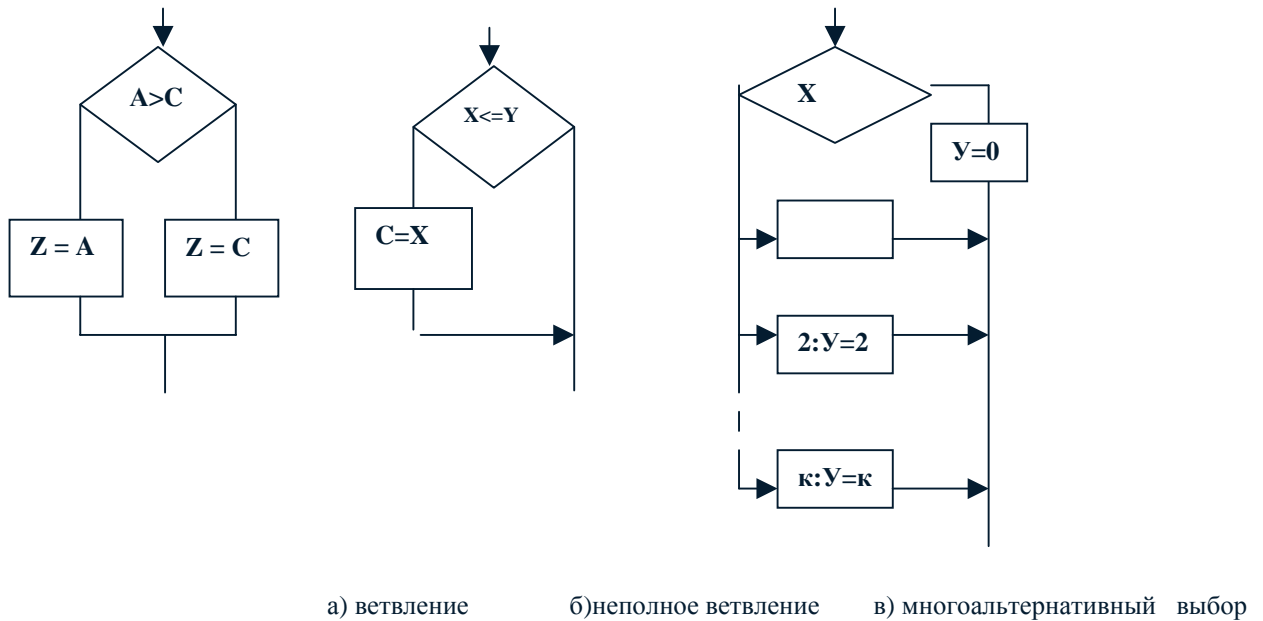 A>C
Z = A
Z = C
X<=Y
C=X
X
У=0
2:У=2
к:У=к
а) ветвление б)неполное ветвление в) многоальтернативный выбор